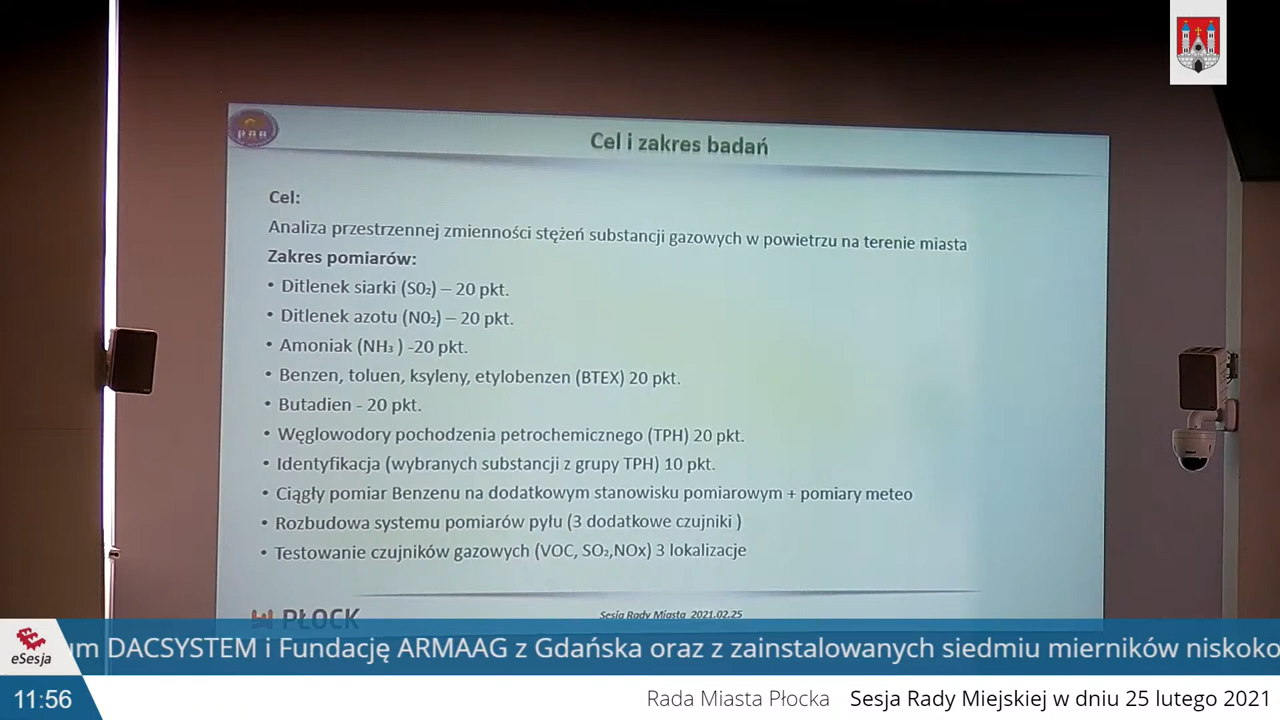 Cel i zakres badań
Cel:
Analiza przestrzennej zmienności stężeń substancji gazowych w powietrzu na terenie miasta
Zakres pomiarów:
• Ditlenek siarki (S0₂) – 20 pkt.
• Ditlenek azotu (N0₂) – 20 pkt.
• Amoniak (NH₃ ) -20 pkt.
• Benzen, toluen, ksyleny, etylobenzen (BTEX) 20 pkt.
• Butadien - 20 pkt.
• Węglowodory pochodzenia petrochemicznego (TPH) 20 pkt.
• Identyfikacja (wybranych substancji z grupy TPH) 10 pkt.
• Ciągły pomiar Benzenu na dodatkowym stanowisku pomiarowym + pomiary meteo
• Rozbudowa systemu pomiarów pyłu (3 dodatkowe czujniki )
• Testowanie czujników gazowych (VOC, SO₂,NOx) 3 lokalizacje
PŁOCK
Sesja Rady Miasta 2021.02.25
um DACSYSTEM i Fundację ARMAAG z Gdańska oraz z zainstalowanych siedmiu mierników niskoko
eSesja
11:56
Rada Miasta Płocka Sesja Rady Miejskiej w dniu 25 lutego 2021